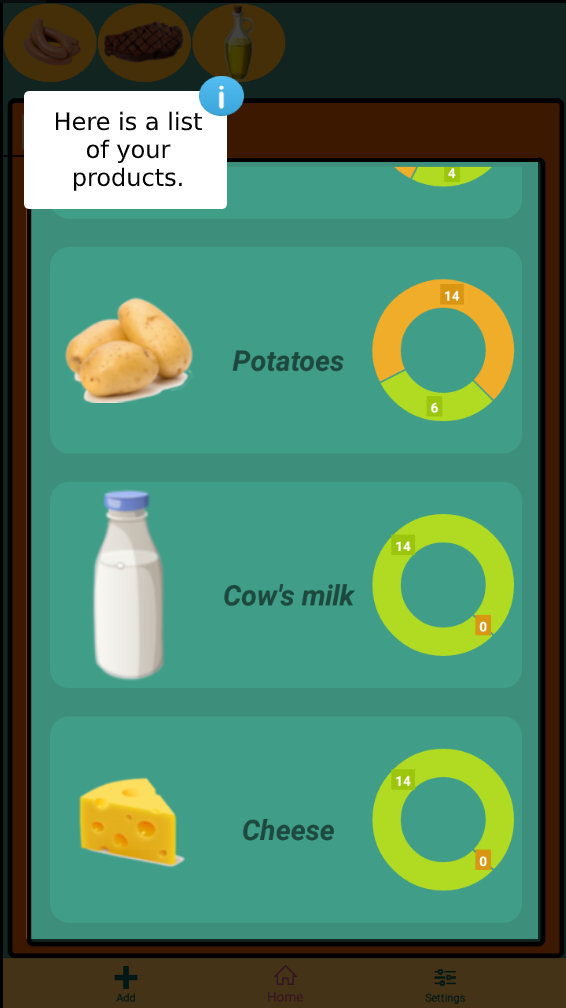 Here is a list
of your
products.
4
14
Potatoes
6
14
Cow's milk
0
14
Cheese
0
Add
Home
Settings